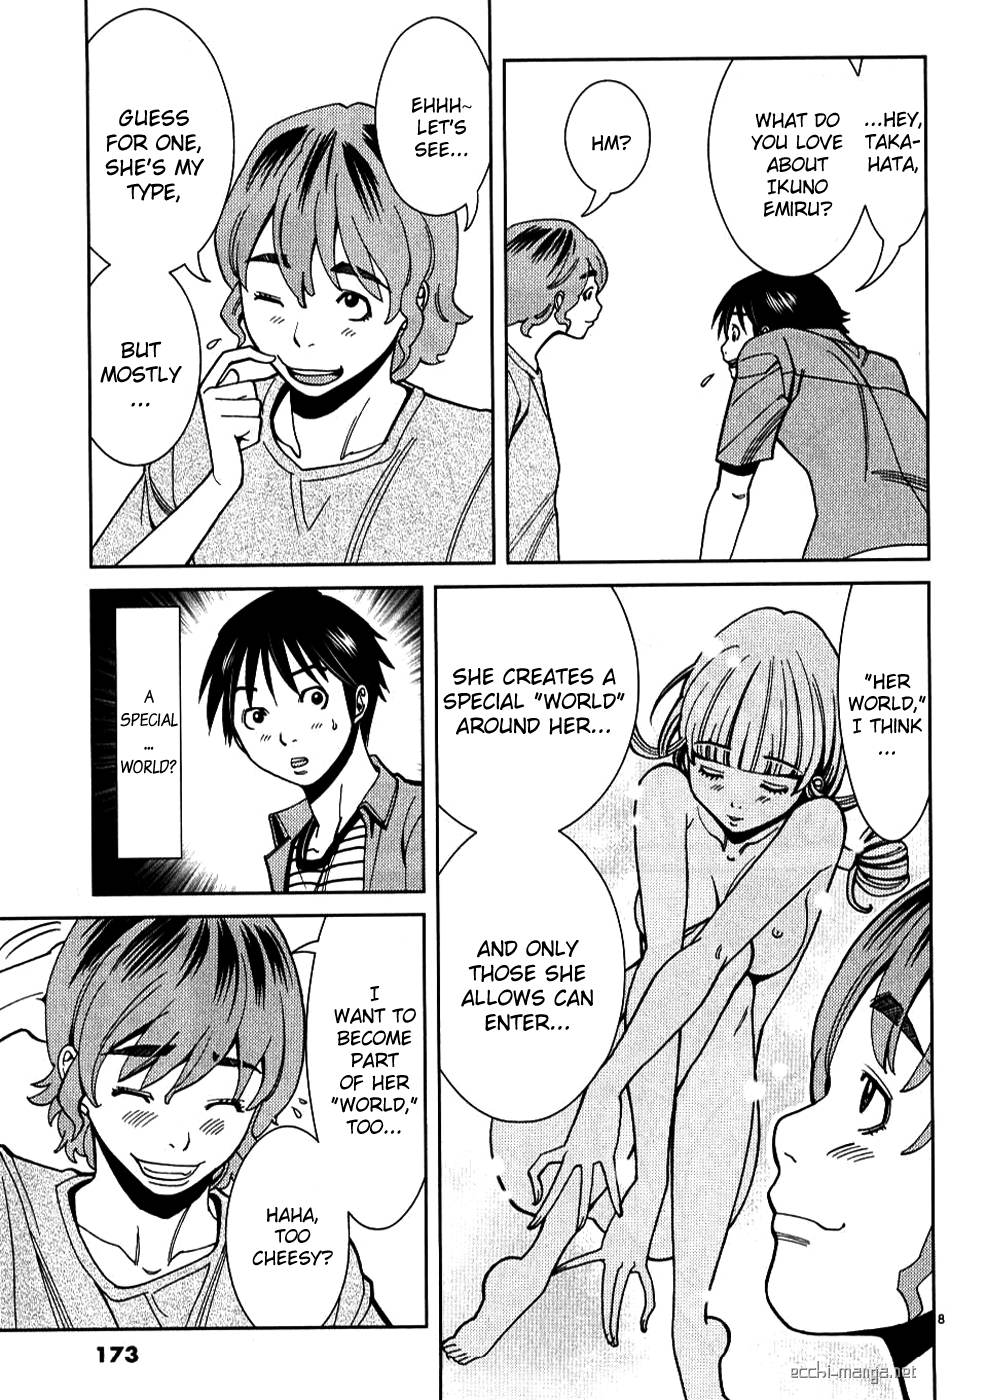 ...HEY,
TAKA-
HATA,
WHAT DO
YOU LOVE
ABOUT
IKUNO
EMIRU?
HM?
EHHH~
LET'S
SEE...
GUESS
FOR ONE,
SHE'S MY
TYPE,
BUT
MOSTLY
...
"HER
WORLD,"
I THINK
...
SHE CREATES A
SPECIAL "WORLD"
AROUND HER...
AND ONLY
THOSE SHE
ALLOWS CAN
ENTER...
A
SPECIAL
...
WORLD?
I
WANT TO
BECOME
PART
OF HER
"WORLD,"
TOO...
HAHA,
TOO
CHEESY?
8
173
ecchi-manga.net